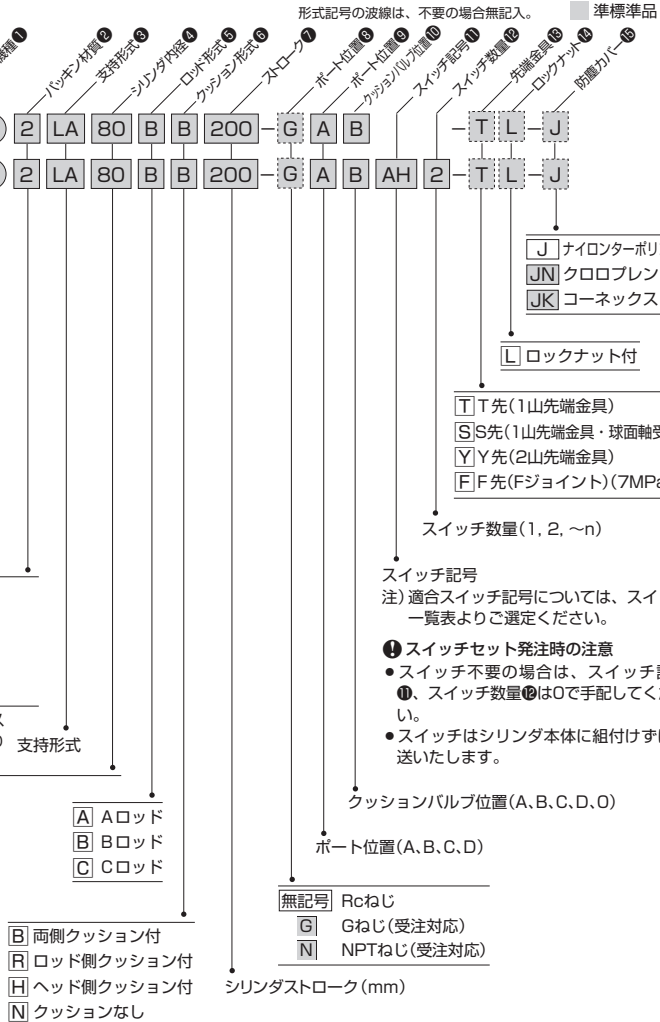 形式記号の波線は、不要の場合無記入。
準標準品
機種❶
パッキン材質❷
支持形式❸
シリンダ内径❹
ロッド形式❺
クッション形式❻
ストローク❼
ポート位置❽
ポート位置❾
クッションバルブ位置❿
スイッチ記号⓫
スイッチ数量⓬
先端金具⓭
ロックナット⓮
防塵カバー⓯
2 LA 80 B B 200 - G A B - T L - J
2 LA 80 B B 200 - G A B AH 2 - T L - J
J ナイロンターポリ
JN クロロプレン
JK コーネックス
L ロックナット付
T T先(1山先端金具)
S S先(1山先端金具・球面軸受
Y Y先(2山先端金具)
F F先(Fジョイント)(7MPa
スイッチ数量(1, 2, ～n)
スイッチ記号
注)適合スイッチ記号については、スイ
一覧表よりご選定ください。
スイッチセット発注時の注意
●スイッチ不要の場合は、スイッチ記
⓫、スイッチ数量⓬は0で手配してくだ
い。
●スイッチはシリンダ本体に組付けずに
送いたします。
ス
支持形式
クッションバルブ位置(A、B、C、D、0)
A Aロッド
B Bロッド
C Cロッド
ポート位置(A、B、C、D)
無記号 Rcねじ
G Gねじ(受注対応)
N NPTねじ(受注対応)
B 両側クッション付
R ロッド側クッション付
H ヘッド側クッション付
N クッションなし
シリンダストローク(mm)